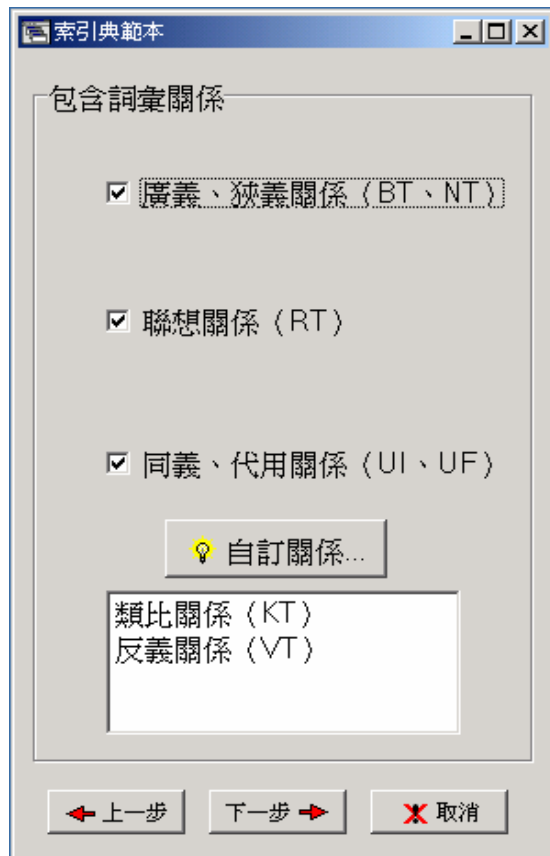 索引典範本
包含詞彙關係
廣義、狹義關係(BT、NT)
聯想關係(RT)
同義、代用關係(UI、UF)
自訂關係...
類比關係(KT)
反義關係(VT)
上一步
下一步
取消